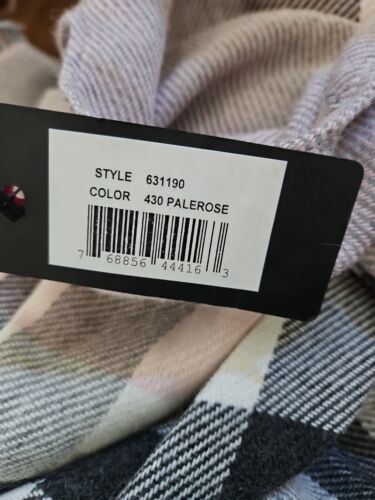 STYLE 631190
COLOR 430 PALEROSE
7 68856 44416 3